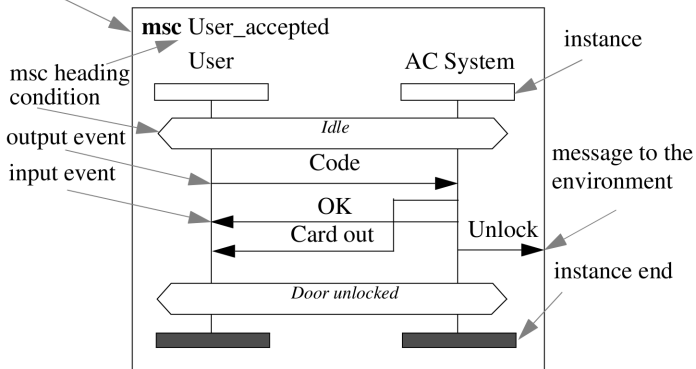 msc User_accepted
User
AC System
instance
msc heading
condition
Idle
output event
Code
input event
message to the
environment
OK
Card out
Unlock
instance end
Door unlocked